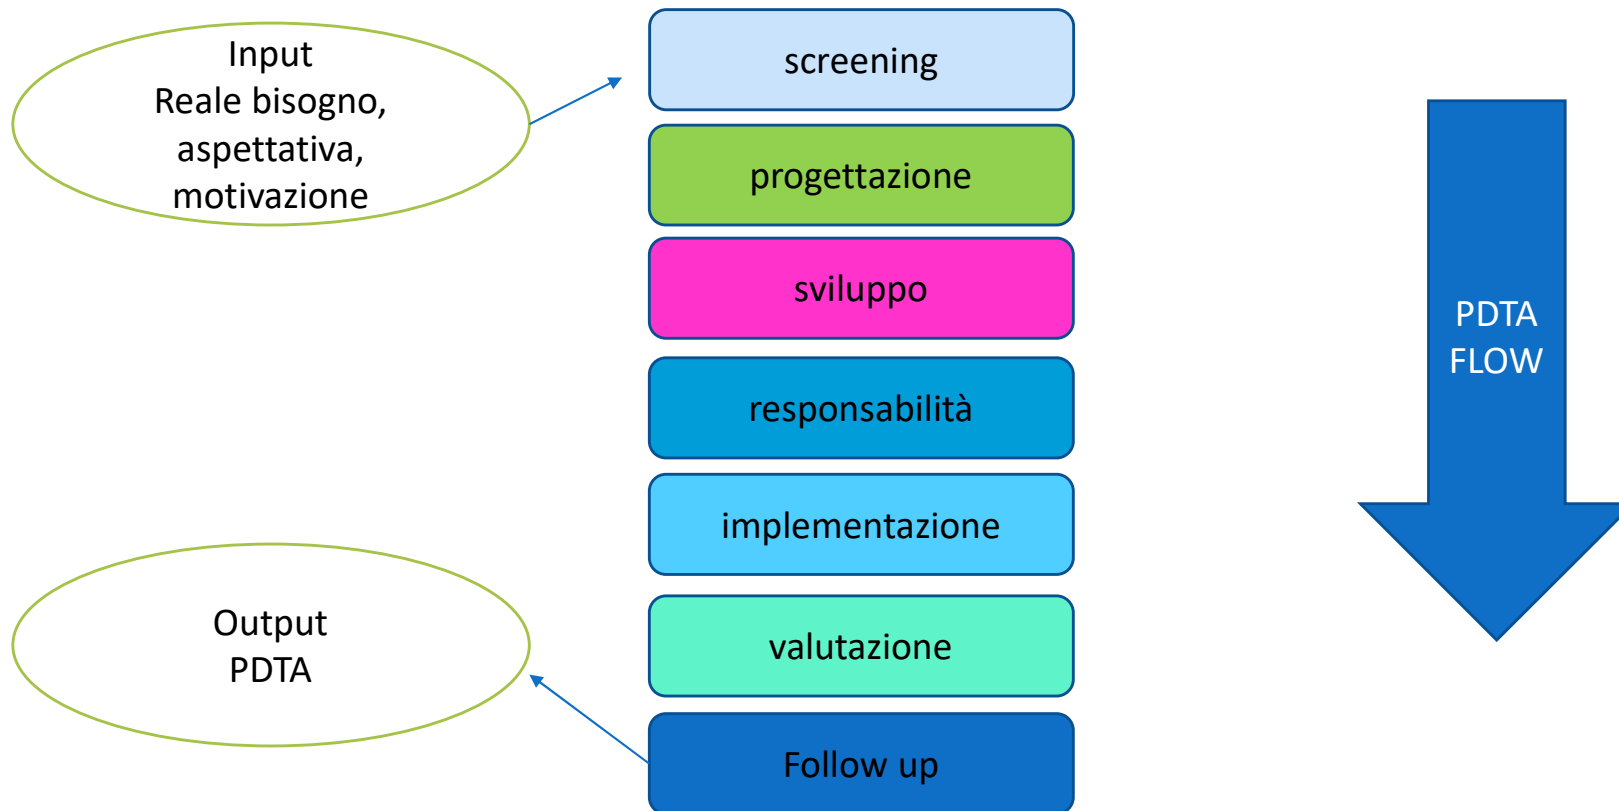 Input
Reale bisogno,
aspettativa,
motivazione
screening
progettazione
sviluppo
responsabilità
implementazione
valutazione
Follow up
Output
PDTA
PDTA
FLOW